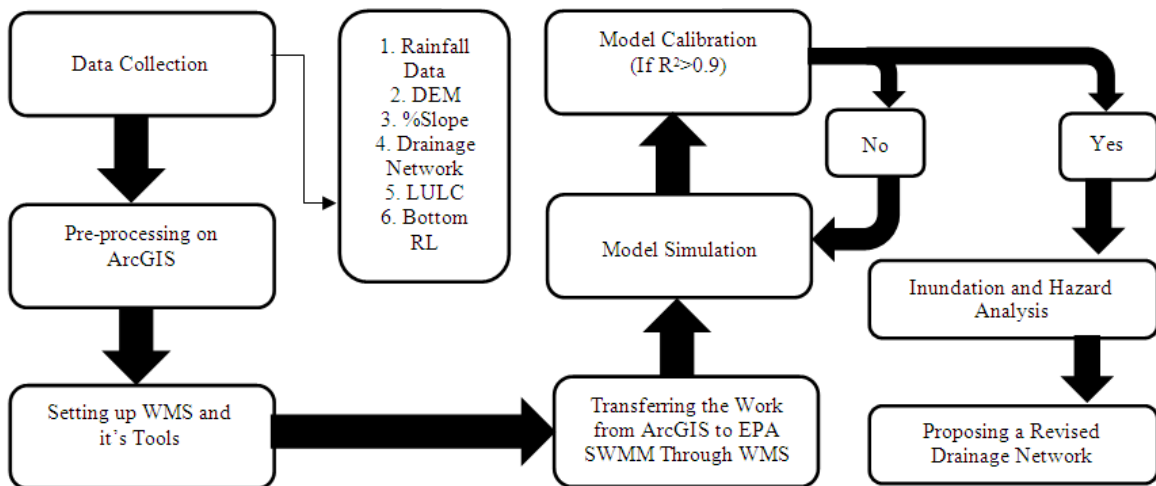 Data Collection
1. Rainfall
Data
2. DEM
3. %Slope
4. Drainage
Network
5. LULC
6. Bottom
RL
Pre-processing on
ArcGIS
Setting up WMS and
it’s Tools
Transferring the Work
from ArcGIS to EPA
SWMM Through WMS
Model Simulation
Model Calibration
(If R²>0.9)
No
Yes
Inundation and Hazard
Analysis
Proposing a Revised
Drainage Network